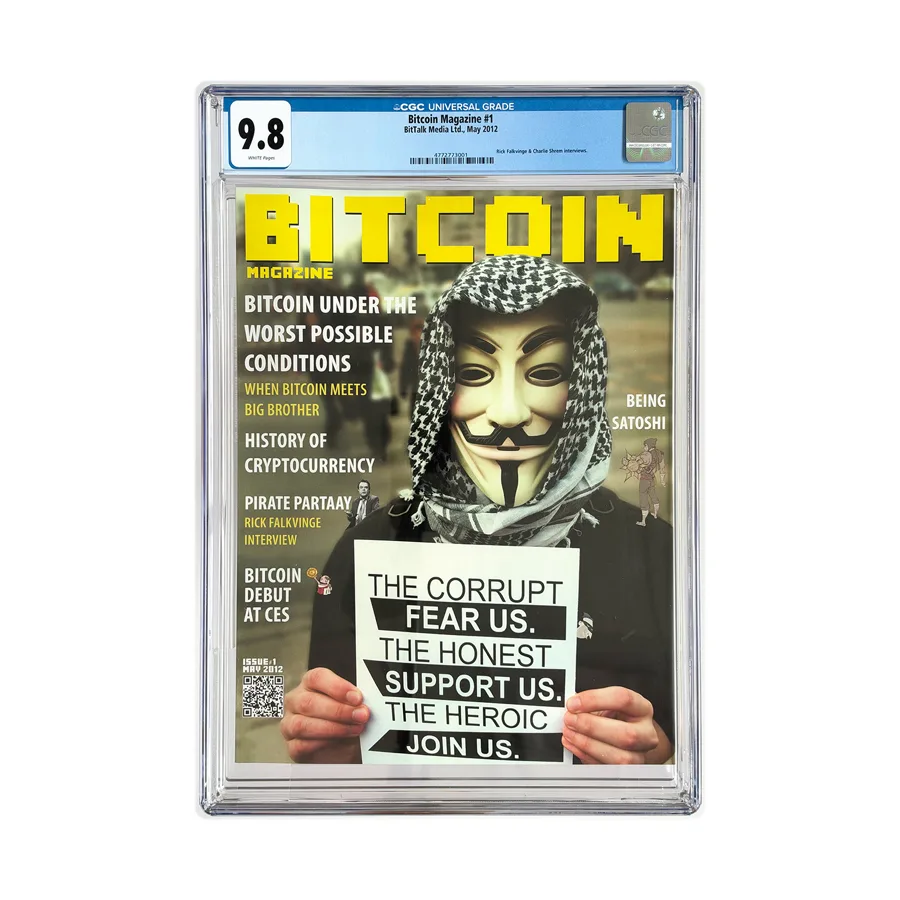 CGC UNIVERSAL GRADE
9.8
WHITE Pages
Bitcoin Magazine #1
BitTalk Media Ltd., May 2012
4772773001
Rick Falkvinge & Charlie Shrem interviews.
CGC
BITCOIN
MAGAZINE
BITCOIN UNDER THE
WORST POSSIBLE
CONDITIONS
WHEN BITCOIN MEETS
BIG BROTHER
HISTORY OF
CRYPTOCURRENCY
PIRATE PARTAAY
RICK FALKVINGE
INTERVIEW
BITCOIN
DEBUT
AT CES
ISSUE#1
MAY 2012
BEING
SATOSHI
THE CORRUPT
FEAR US.
THE HONEST
SUPPORT US.
THE HEROIC
JOIN US.